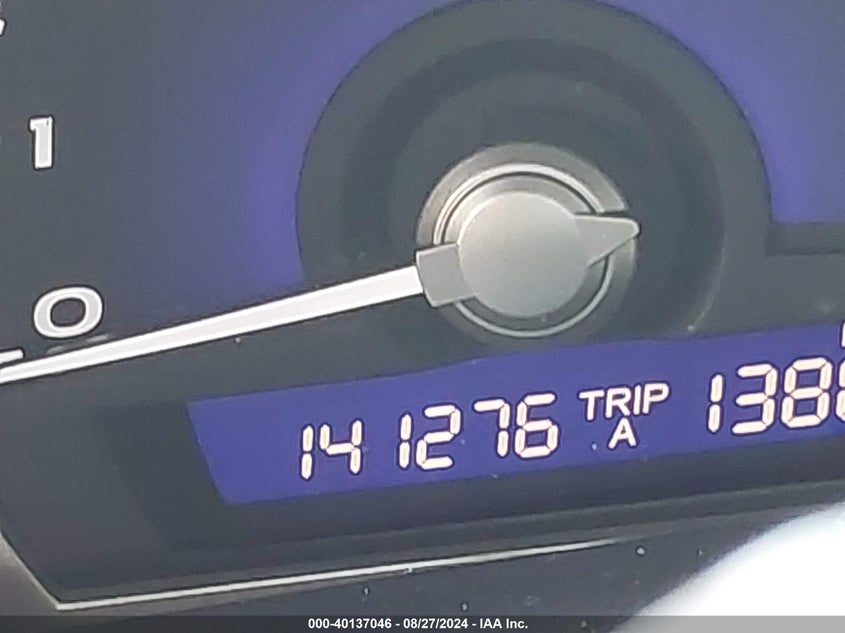 1
0
141276 TRIP A 138
000-40137046 - 08/27/2024 - IAA Inc.